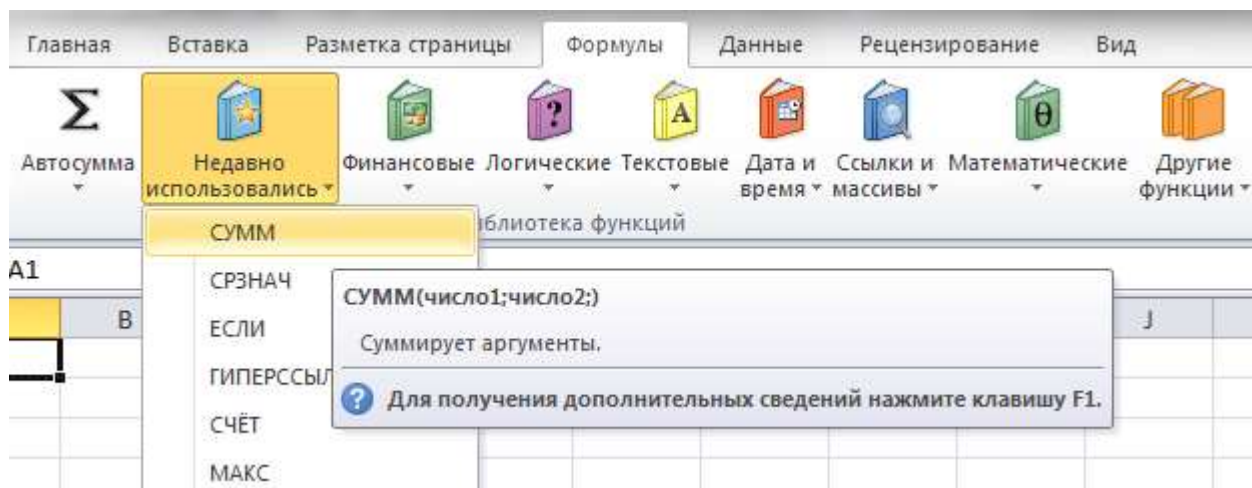 Главная Вставка Разметка страницы Формулы Данные Рецензирование Вид
Σ ? A θ
Автосумма Недавно использовались Финансовые Логические Текстовые Дата и время Ссылки и массивы Математические Другие функции
иблиотека функций
СУММ
A1
СРЗНАЧ
СУММ(число1;число2;)
B J
ЕСЛИ
Суммирует аргументы.
ГИПЕРССЫЛ
? Для получения дополнительных сведений нажмите клавишу F1.
СЧЁТ
МАКС